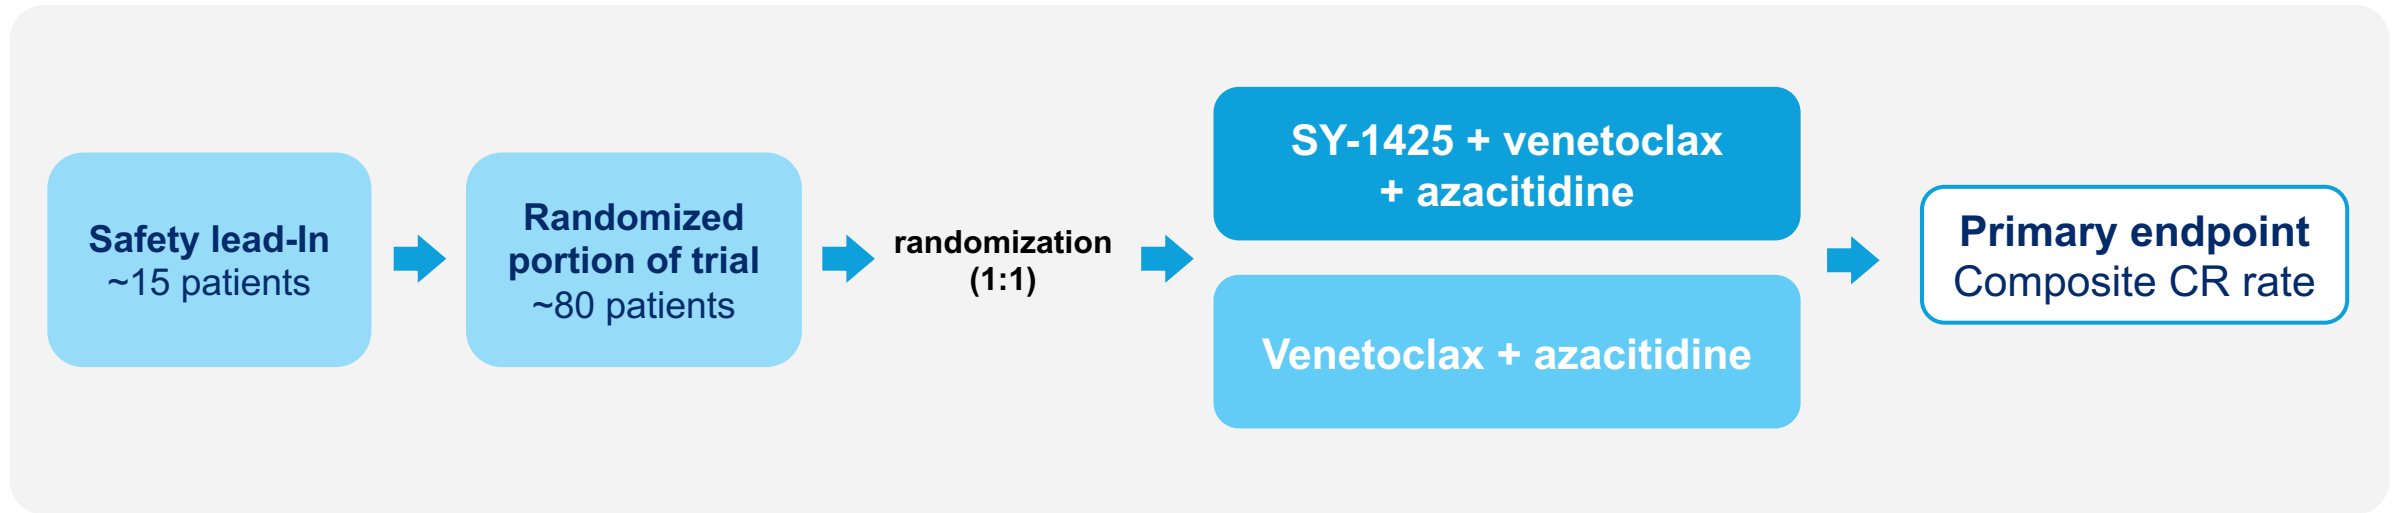 Safety lead-In
~15 patients
Randomized
portion of trial
~80 patients
randomization
(1:1)
SY-1425 + venetoclax
+ azacitidine
Venetoclax + azacitidine
Primary endpoint
Composite CR rate